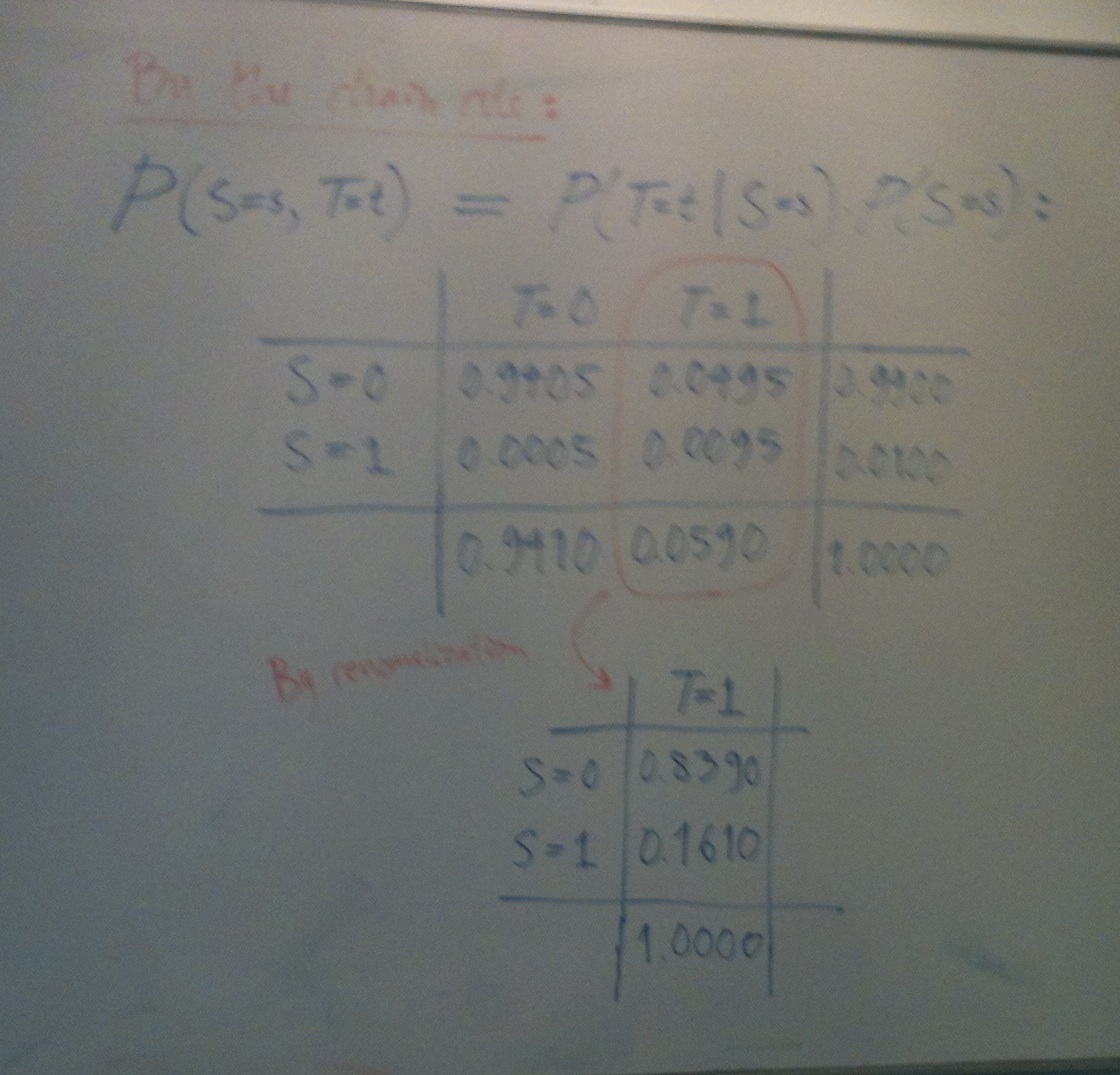 By the chain rule:
P(S=s, T=t) = P(T=t | S=s) · P(S=s):
T=0 T=1
S=0 0.9405 0.0495 0.9900
S=1 0.0005 0.0095 0.0100
0.9410 0.0590 1.0000
By renormalization
T=1
S=0 0.8390
S=1 0.1610
1.0000